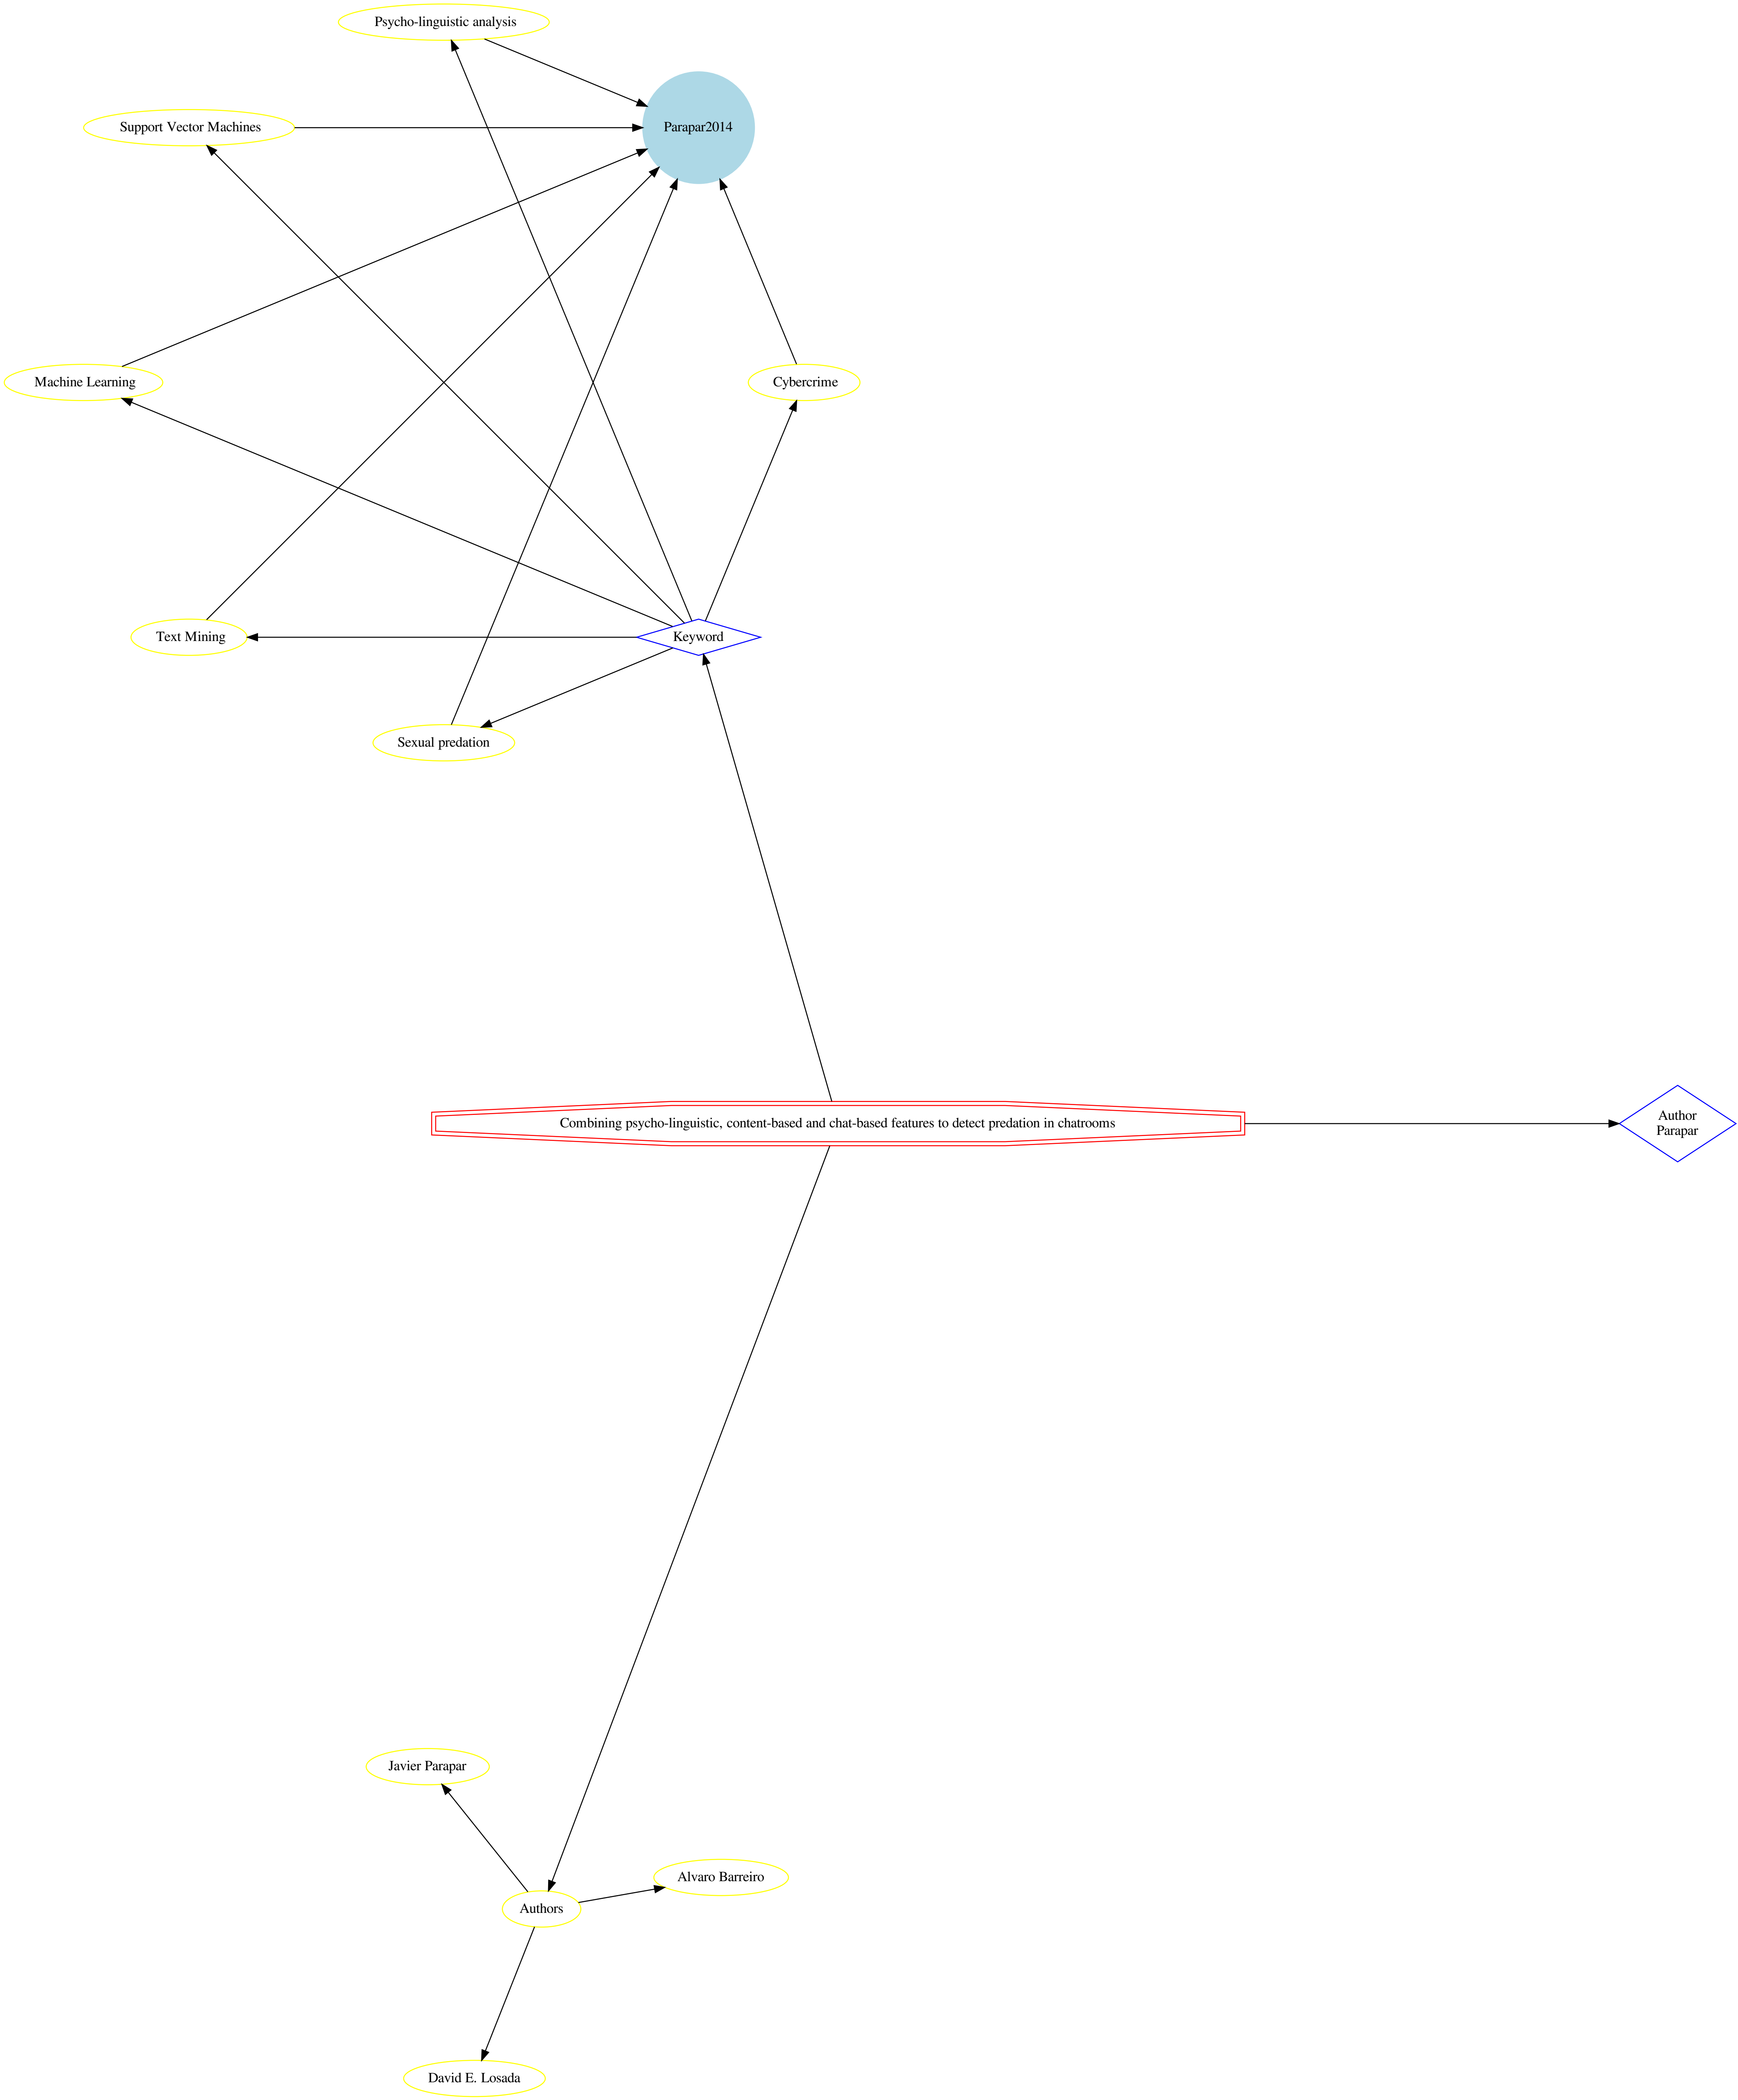 Psycho-linguistic analysis
Support Vector Machines
Parapar2014
Machine Learning
Cybercrime
Text Mining
Keyword
Sexual predation
Combining psycho-linguistic, content-based and chat-based features to detect predation in chatrooms
Author
Parapar
Javier Parapar
Alvaro Barreiro
Authors
David E. Losada